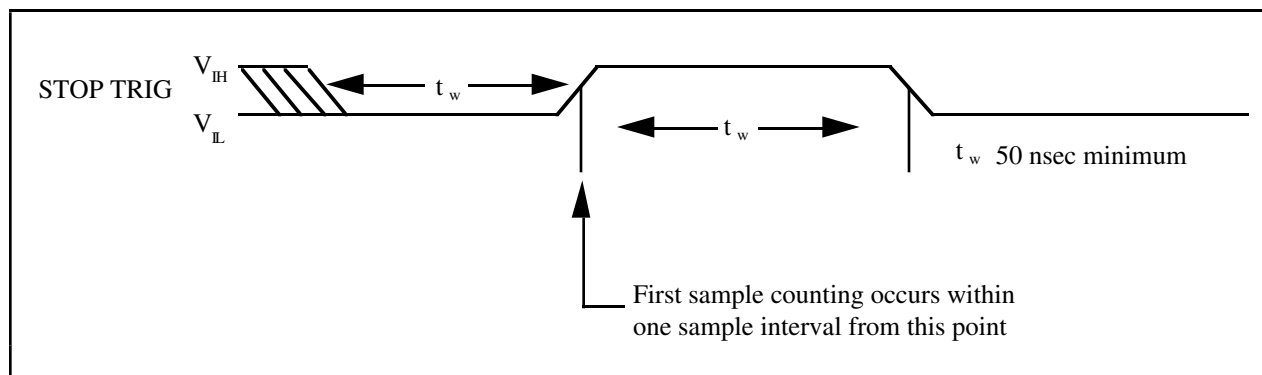 V_IH
STOP TRIG
t_w
V_IL
t_w
t_w 50 nsec minimum
First sample counting occurs within
one sample interval from this point